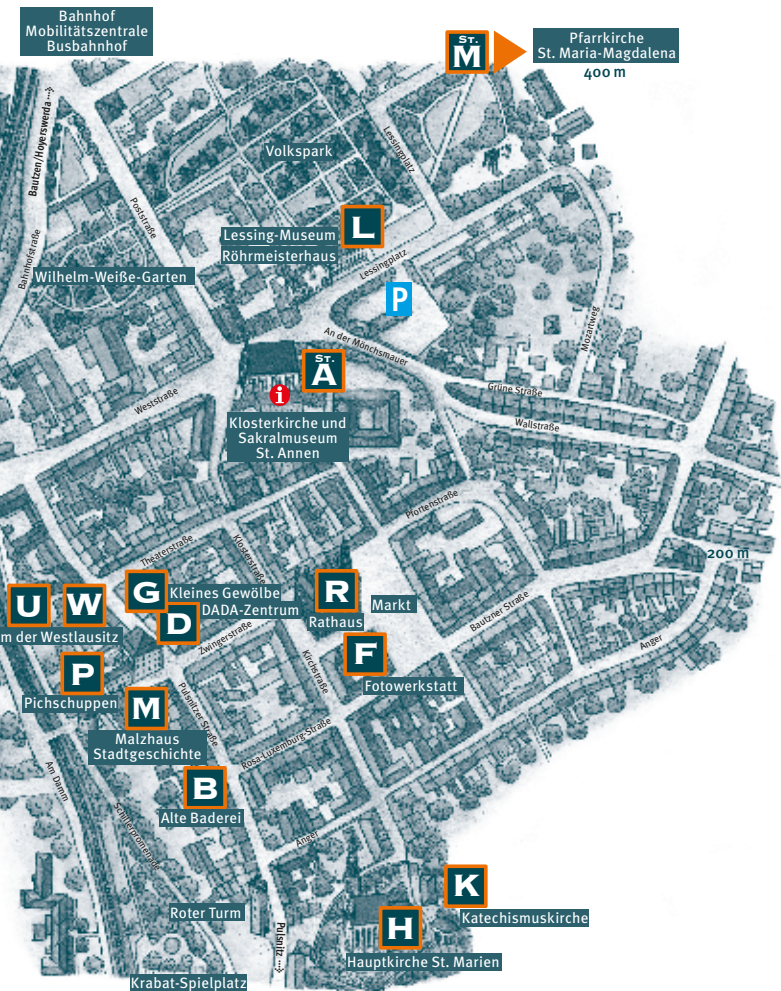 Bahnhof
Mobilitätszentrale
Busbahnhof
ST.
M
Pfarrkirche
St. Maria-Magdalena
400 m
Bautzen/Hoyerswerda
Lessingplatz
Volkspark
Poststraße
L
Lessing-Museum
Röhrmeisterhaus
Bahnhofstraße
Lessingplatz
Wilhelm-Weiße-Garten
P
Mozartweg
An der Mönchsmauer
ST.
A
i
Grüne Straße
Weststraße
Klosterkirche und
Sakralmuseum
St. Annen
Wallstraße
Pfortenstraße
Theaterstraße
Klosterstraße
200 m
U
W
G
Kleines Gewölbe
D
DADA-Zentrum
R
Rathaus
Markt
Bautzner Straße
m der Westlausitz
Zwingerstraße
Anger
P
Pichschuppen
Kirchstraße
F
Fotowerkstatt
Pulsnitzer Straße
M
Malzhaus
Stadtgeschichte
Rosa-Luxemburg-Straße
Am Damm
B
Alte Baderei
Schillerpromenade
Anger
K
Katechismuskirche
Roter Turm
H
Hauptkirche St. Marien
Pulsnitz
Krabat-Spielplatz